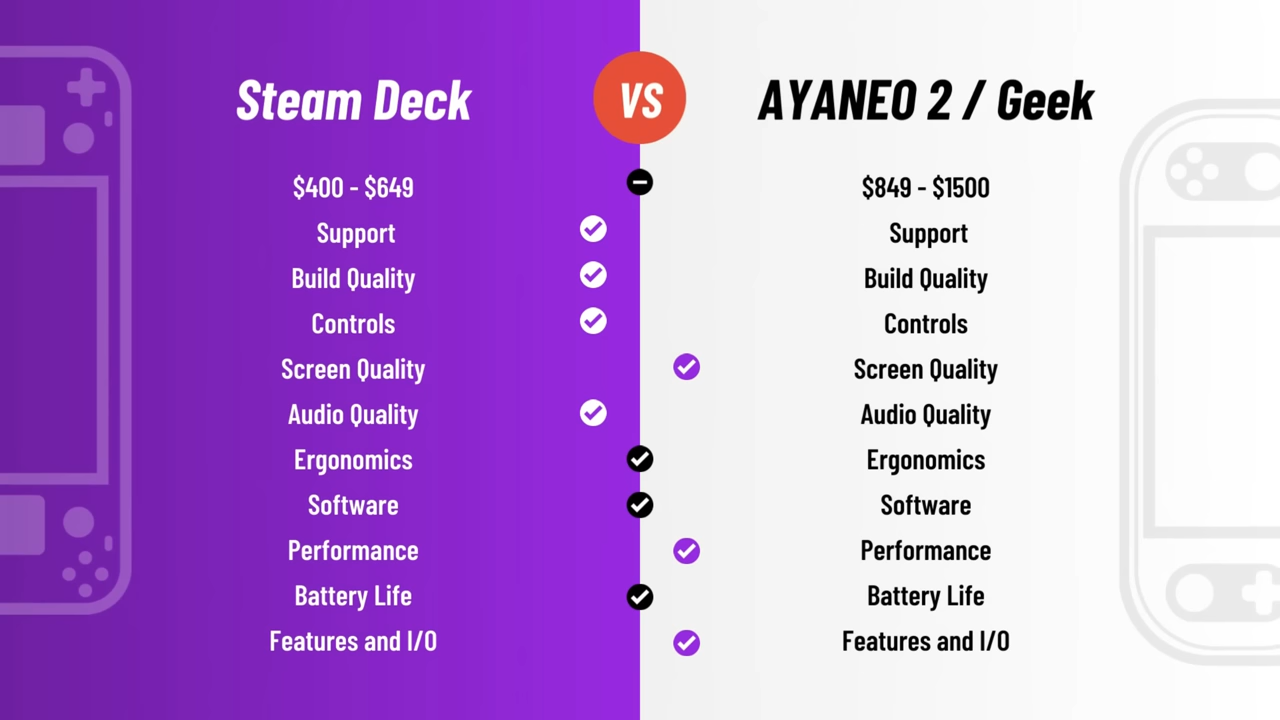 Steam Deck VS AYANEO 2 / Geek
$400 - $649 $849 - $1500
Support Support
Build Quality Build Quality
Controls Controls
Screen Quality Screen Quality
Audio Quality Audio Quality
Ergonomics Ergonomics
Software Software
Performance Performance
Battery Life Battery Life
Features and I/O Features and I/O